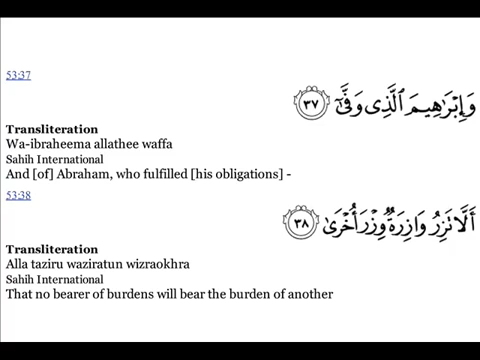 53:37
وَإِبْرَٰهِيمَ ٱلَّذِى وَفَّىٰٓ ٣٧
Transliteration
Wa-ibraheema allathee waffa
Sahih International
And [of] Abraham, who fulfilled [his obligations] -
53:38
أَلَّا تَزِرُ وَازِرَةٌ وِزْرَ أُخْرَىٰ ٣٨
Transliteration
Alla taziru waziratun wizraokhra
Sahih International
That no bearer of burdens will bear the burden of another